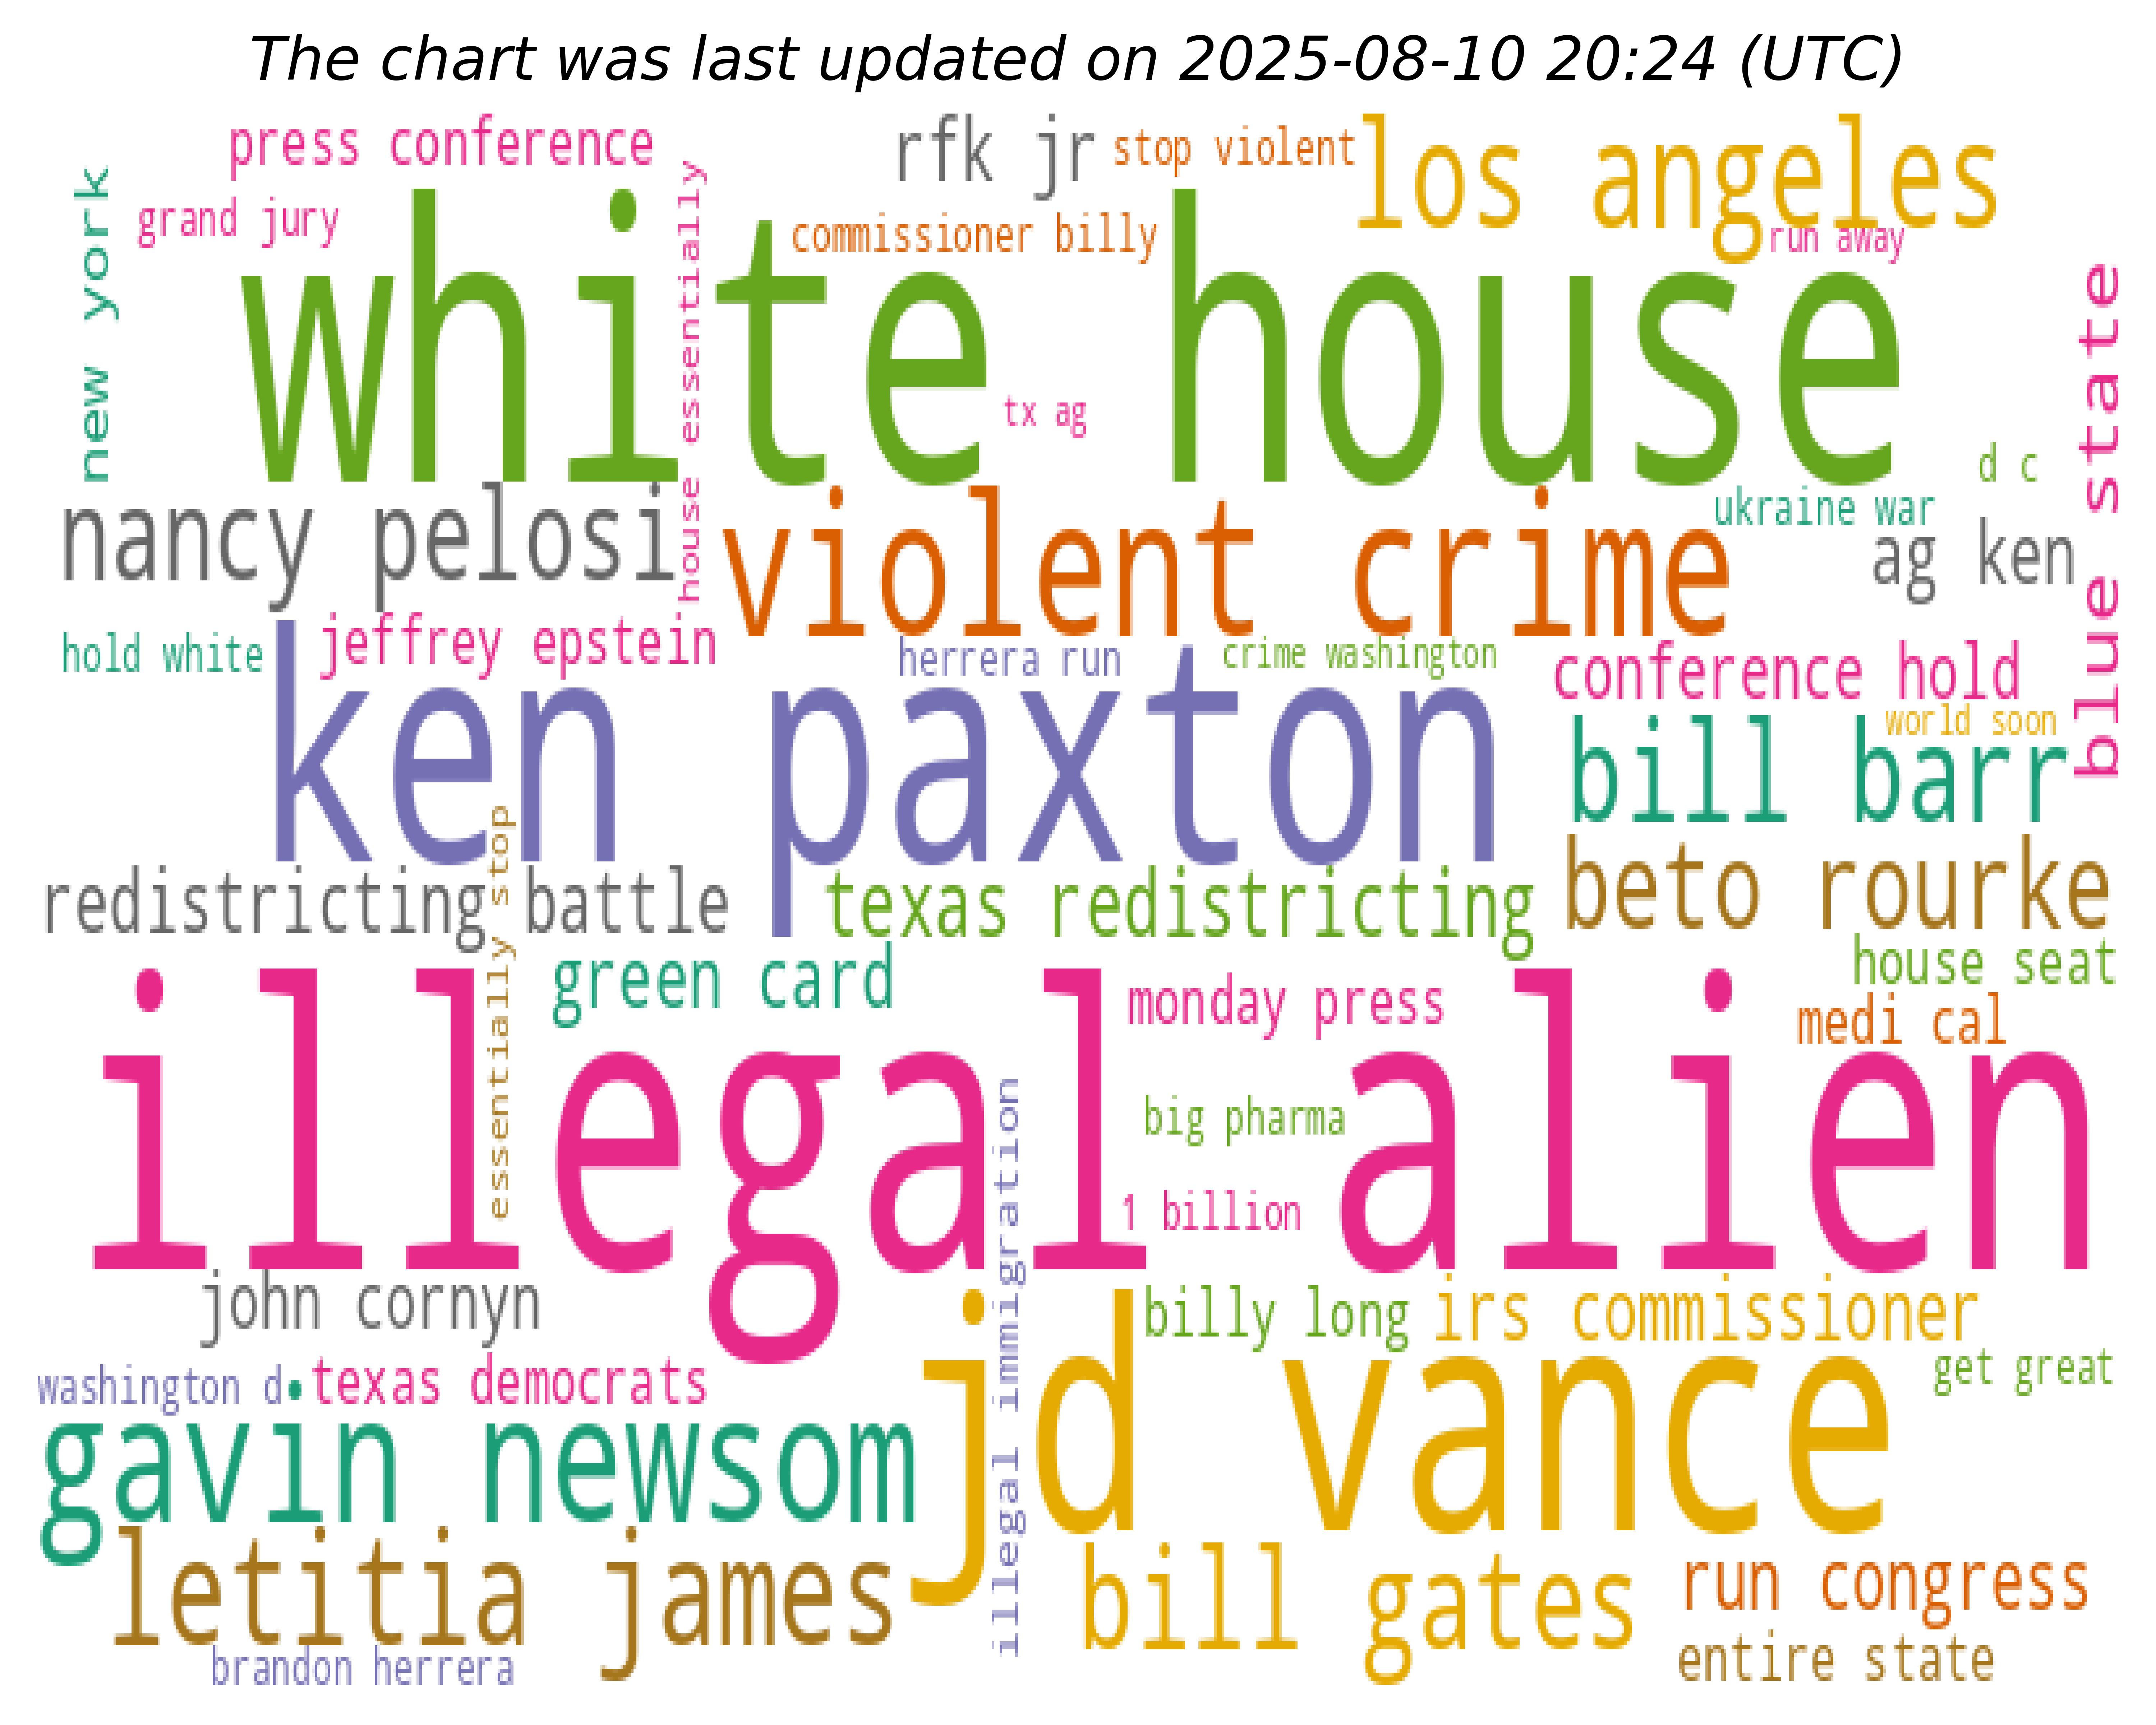 The chart was last updated on 2025-08-10 20:24 (UTC)
press conference
rfk jr
stop violent
los angeles
new york
grand jury
house essentially
commissioner billy
run away
white house
blue state
tx ag
d c
nancy pelosi
violent crime
ukraine war
ag ken
hold white
jeffrey epstein
herrera run
crime washington
conference hold
ken paxton
world soon
bill barr
essentially stop
redistricting battle
texas redistricting
beto rourke
green card
house seat
monday press
medi cal
illegal alien
big pharma
1 billion
illegal immigration
john cornyn
billy long
irs commissioner
washington d
texas democrats
jd vance
get great
gavin newsom
letitia james
bill gates
run congress
brandon herrera
entire state